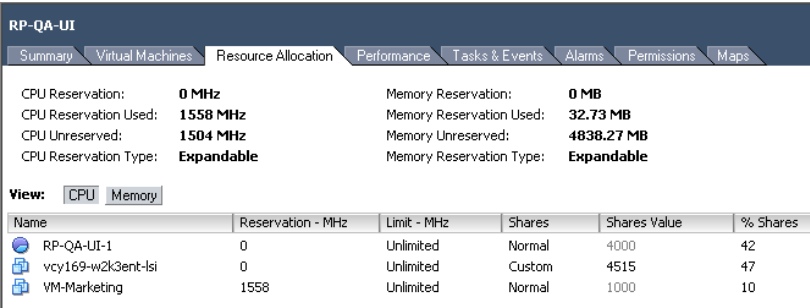 RP-QA-UI
Summary Virtual Machines Resource Allocation Performance Tasks & Events Alarms Permissions Maps
CPU Reservation: 0 MHz Memory Reservation: 0 MB
CPU Reservation Used: 1558 MHz Memory Reservation Used: 32.73 MB
CPU Unreserved: 1504 MHz Memory Unreserved: 4838.27 MB
CPU Reservation Type: Expandable Memory Reservation Type: Expandable
View: CPU Memory
Name Reservation - MHz Limit - MHz Shares Shares Value % Shares
RP-QA-UI-1 0 Unlimited Normal 4000 42
vcy169-w2k3ent-lsi 0 Unlimited Custom 4515 47
VM-Marketing 1558 Unlimited Normal 1000 10